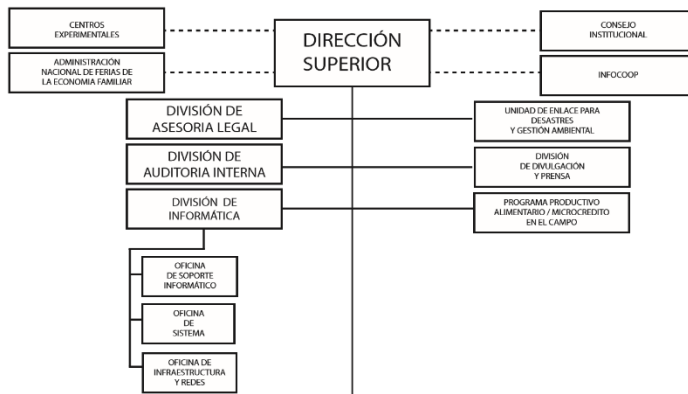 CENTROS
EXPERIMENTALES
DIRECCIÓN
SUPERIOR
CONSEJO
INSTITUCIONAL
ADMINISTRACIÓN
NACIONAL DE FERIAS DE
LA ECONOMIA FAMILIAR
INFOCOOP
DIVISIÓN DE
ASESORIA LEGAL
UNIDAD DE ENLACE PARA
DESASTRES
Y GESTIÓN AMBIENTAL
DIVISIÓN DE
AUDITORIA INTERNA
DIVISIÓN
DE DIVULGACIÓN
Y PRENSA
DIVISIÓN DE
INFORMÁTICA
PROGRAMA PRODUCTIVO
ALIMENTARIO / MICROCREDITO
EN EL CAMPO
OFICINA
DE SOPORTE
INFORMÁTICO
OFICINA
DE
SISTEMA
OFICINA DE
INFRAESTRUCTURA
Y REDES